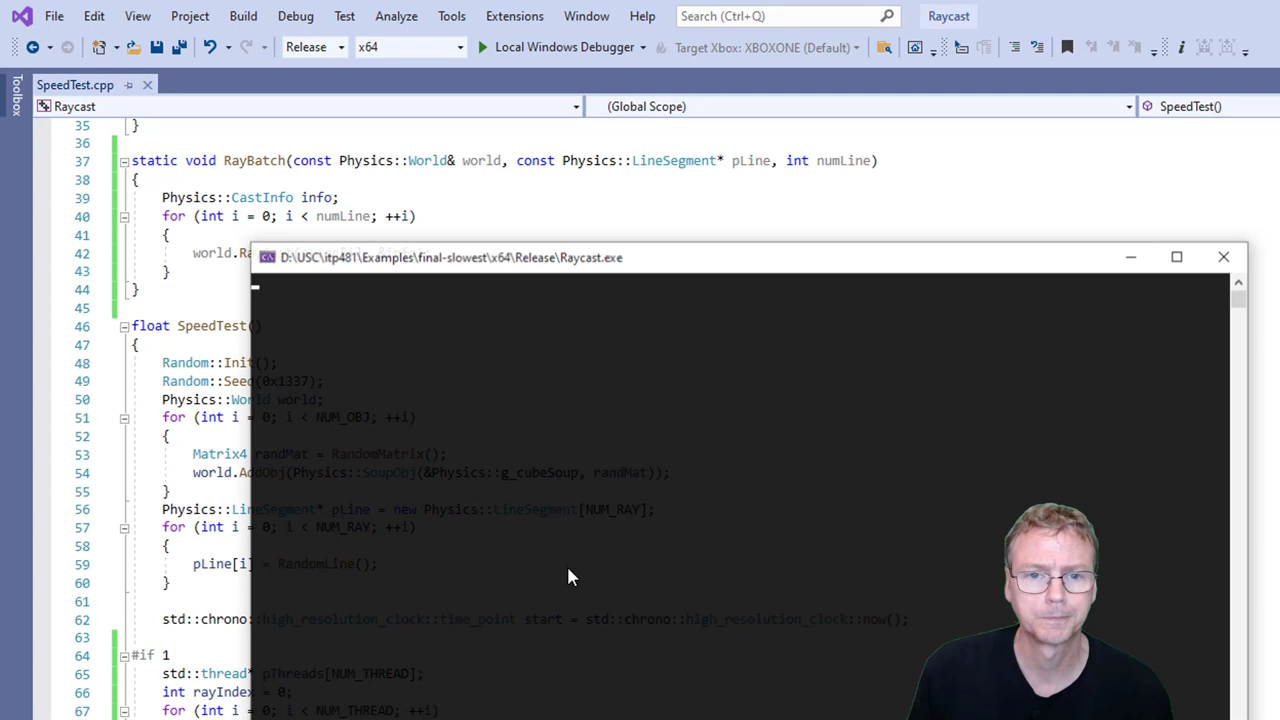 File Edit View Project Build Debug Test Analyze Tools Extensions Window Help Search (Ctrl+Q) Raycast
Release x64 Local Windows Debugger Target Xbox: XBOXONE (Default)
Toolbox
SpeedTest.cpp
Raycast (Global Scope) SpeedTest()
35 }
36
37 static void RayBatch(const Physics::World& world, const Physics::LineSegment* pLine, int numLine)
38 {
39 Physics::CastInfo info;
40 for (int i = 0; i < numLine; ++i)
41 {
42 world.Ra
D:\USC\itp481\Examples\final-slowest\x64\Release\Raycast.exe
43 }
44 }
45
46 float SpeedTest()
47 {
48 Random::Init();
49 Random::Seed(0x1337);
50 Physics::World world;
51 for (int i = 0; i < NUM_OBJ; ++i)
52 {
53 Matrix4 randMat = RandomMatrix();
54 world.AddObj(Physics::SoupObj(&Physics::g_cubeSoup, randMat));
55 }
56 Physics::LineSegment* pLine = new Physics::LineSegment[NUM_RAY];
57 for (int i = 0; i < NUM_RAY; ++i)
58 {
59 pLine[i] = RandomLine();
60 }
61
62 std::chrono::high_resolution_clock::time_point start = std::chrono::high_resolution_clock::now();
63
64 #if 1
65 std::thread* pThreads[NUM_THREAD];
66 int rayIndex = 0;
67 for (int i = 0; i < NUM_THREAD; ++i)